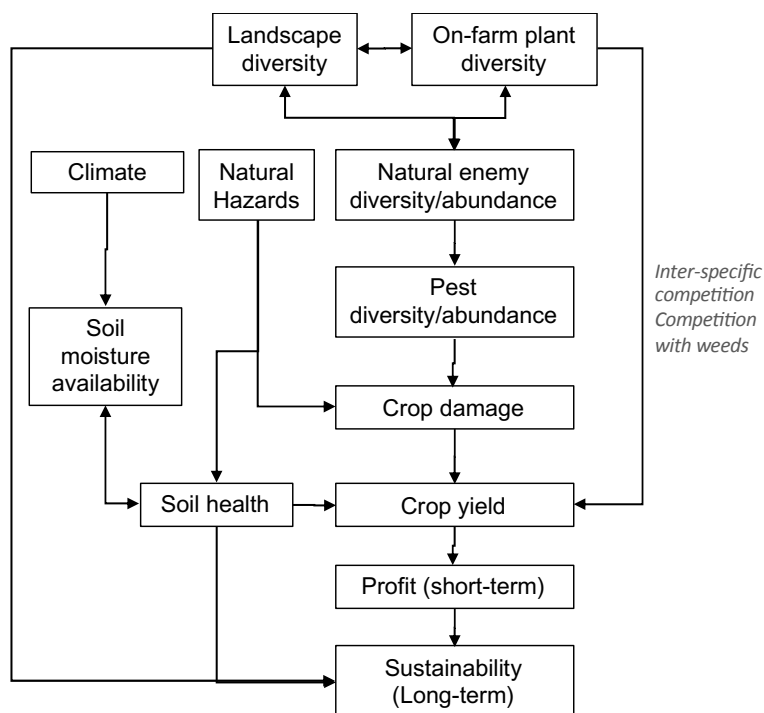 Landscape
diversity
On-farm plant
diversity
Climate
Natural
Hazards
Natural enemy
diversity/abundance
Inter-specific
competition
Competition
with weeds
Pest
diversity/abundance
Soil
moisture
availability
Crop damage
Soil health
Crop yield
Profit (short-term)
Sustainability
(Long-term)